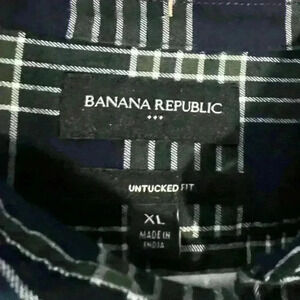 BANANA REPUBLIC
UNTUCKED FIT
XL
MADE IN
INDIA